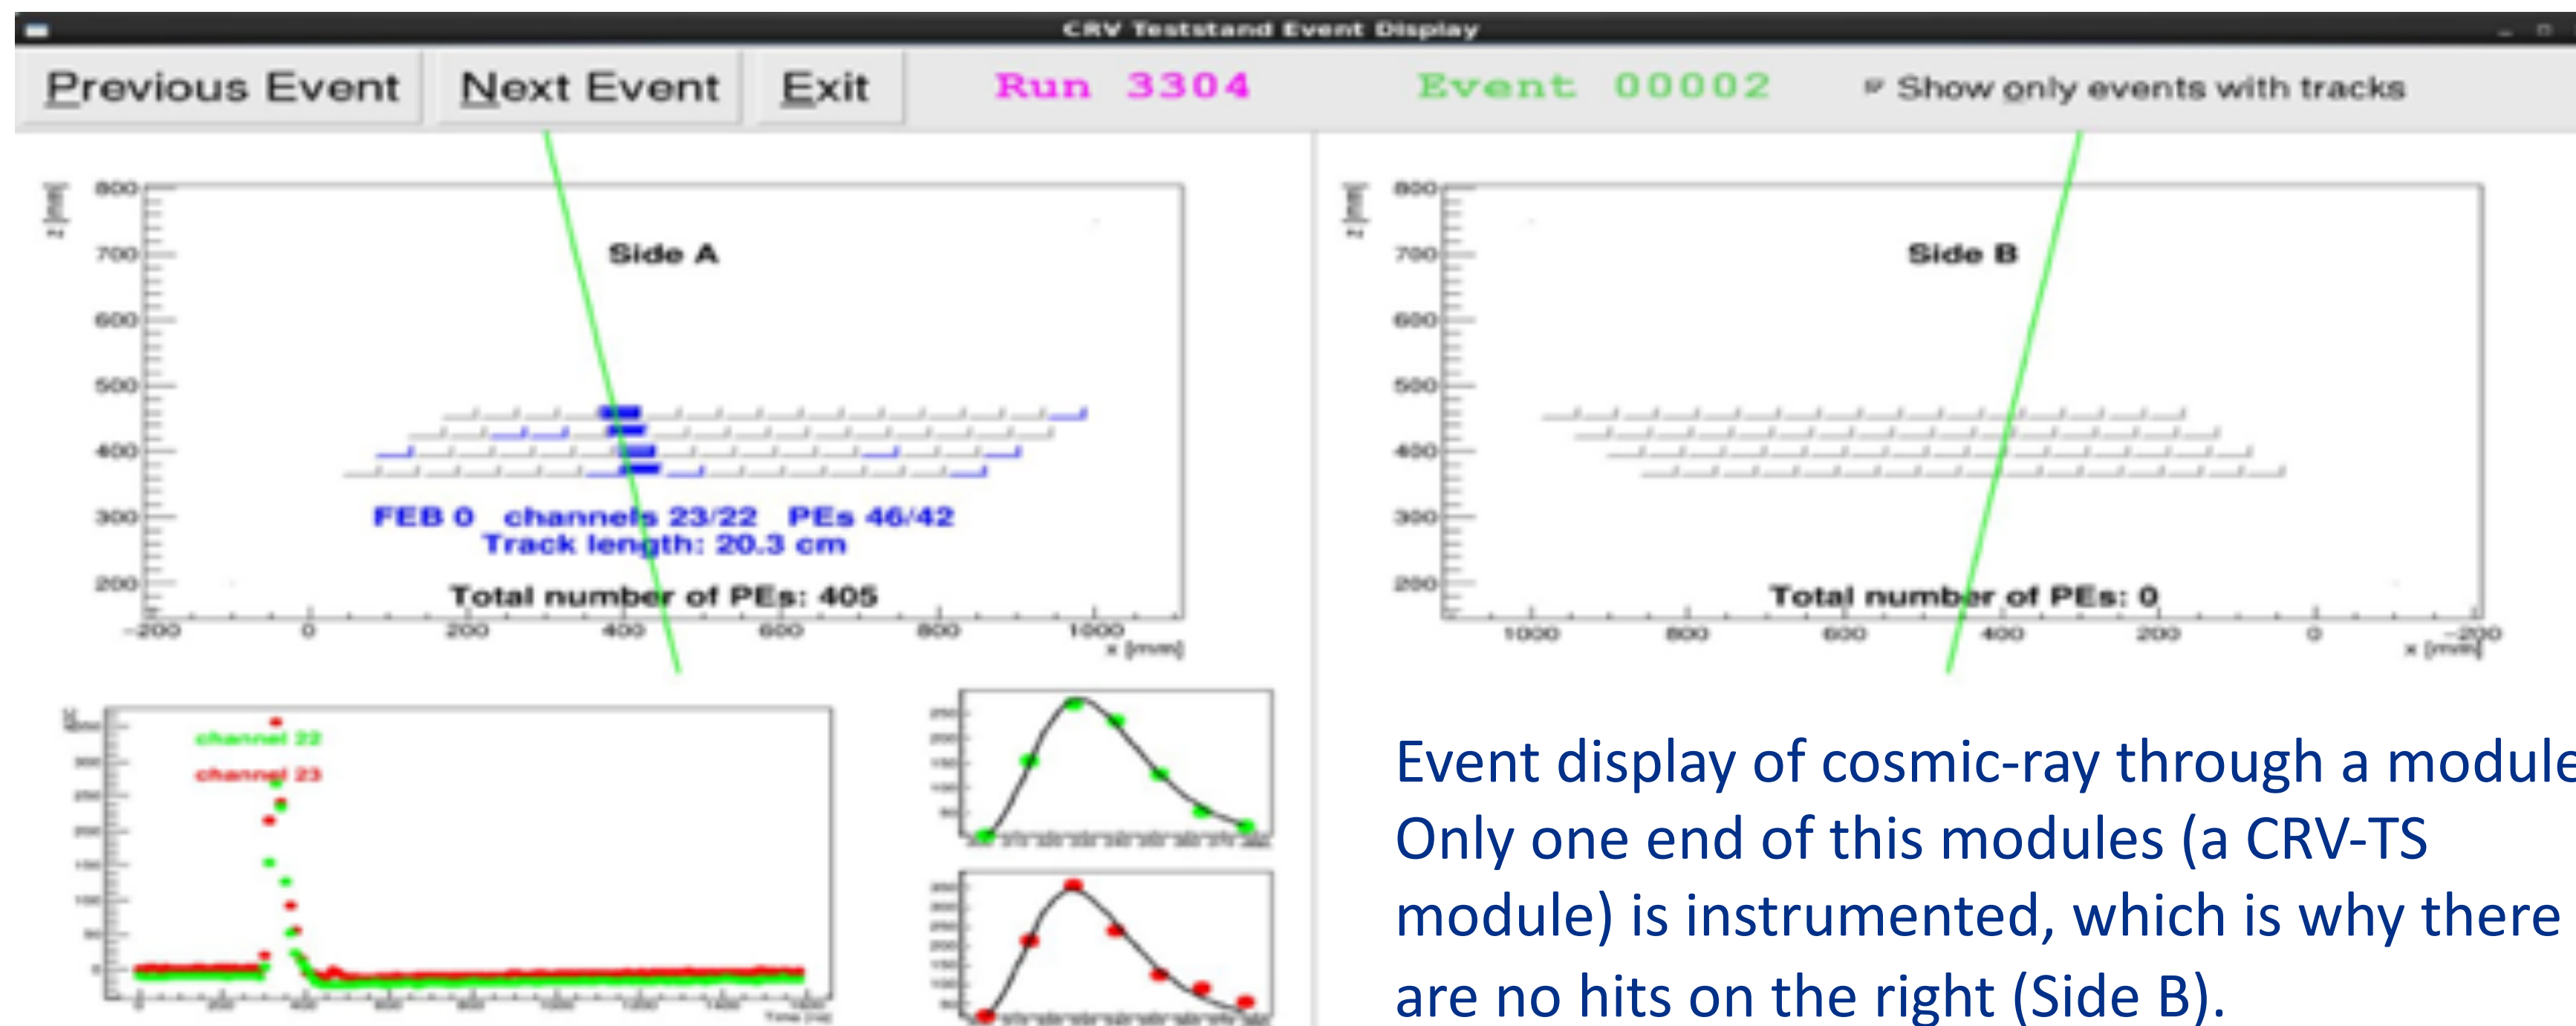 CRV Teststand Event Display
Previous Event Next Event Exit Run 3304 Event 00002 Show only events with tracks
z [mm]
800
700
600
500
400
300
200
Side A
FEB 0 channels 23/22 PEs 46/42
Track length: 20.3 cm
Total number of PEs: 405
-200 0 200 400 600 800 1000
x [mm]
z [mm]
800
700
600
500
400
300
200
Side B
Total number of PEs: 0
1000 800 600 400 200 0 -200
x [mm]
channel 22
channel 23
Event display of cosmic-ray through a module
Only one end of this modules (a CRV-TS
module) is instrumented, which is why there
are no hits on the right (Side B).